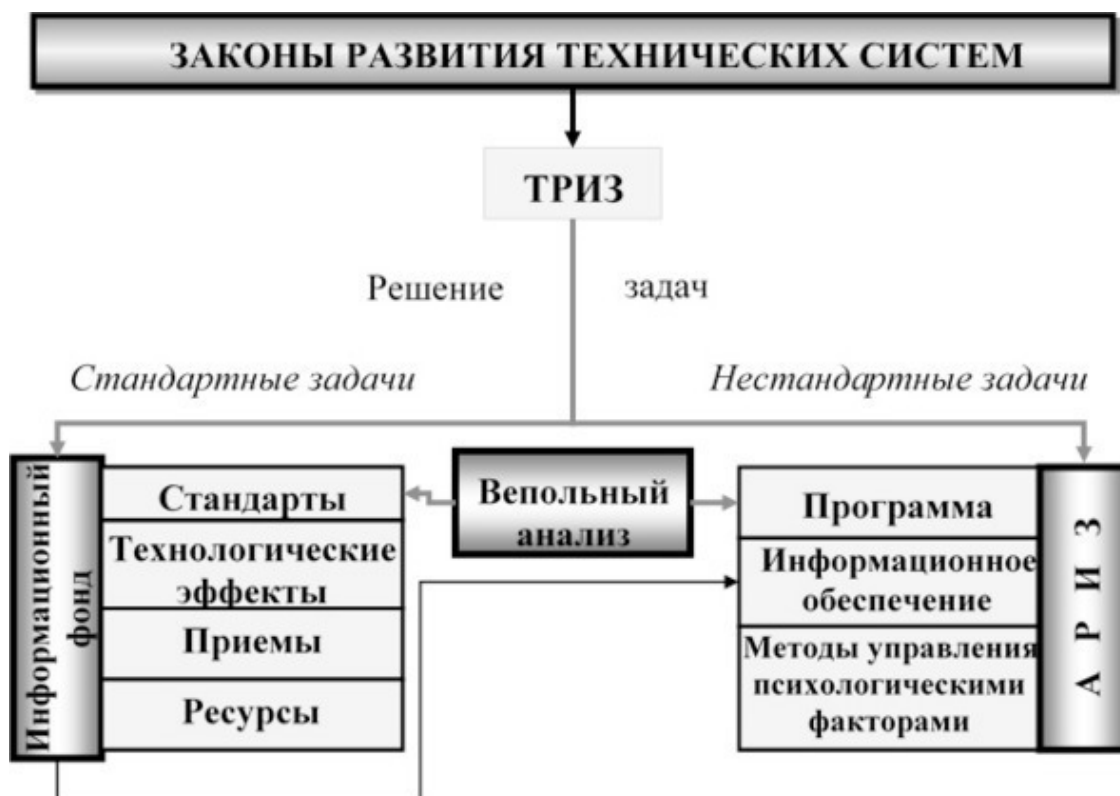 ЗАКОНЫ РАЗВИТИЯ ТЕХНИЧЕСКИХ СИСТЕМ
ТРИЗ
Решение задач
Стандартные задачи
Нестандартные задачи
Информационный
фонд
Стандарты
Технологические
эффекты
Приемы
Ресурсы
Вепольный
анализ
Программа
Информационное
обеспечение
Методы управления
психологическими
факторами
АРИЗ